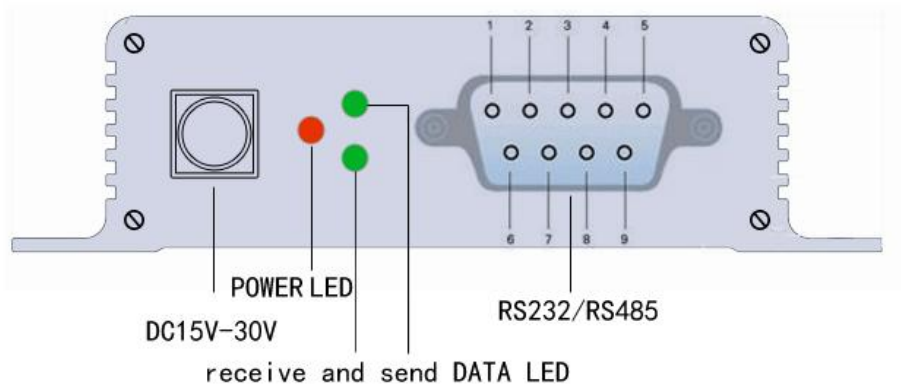 1 2 3 4 5
6 7 8 9
POWER LED
RS232/RS485
DC15V-30V
receive and send DATA LED